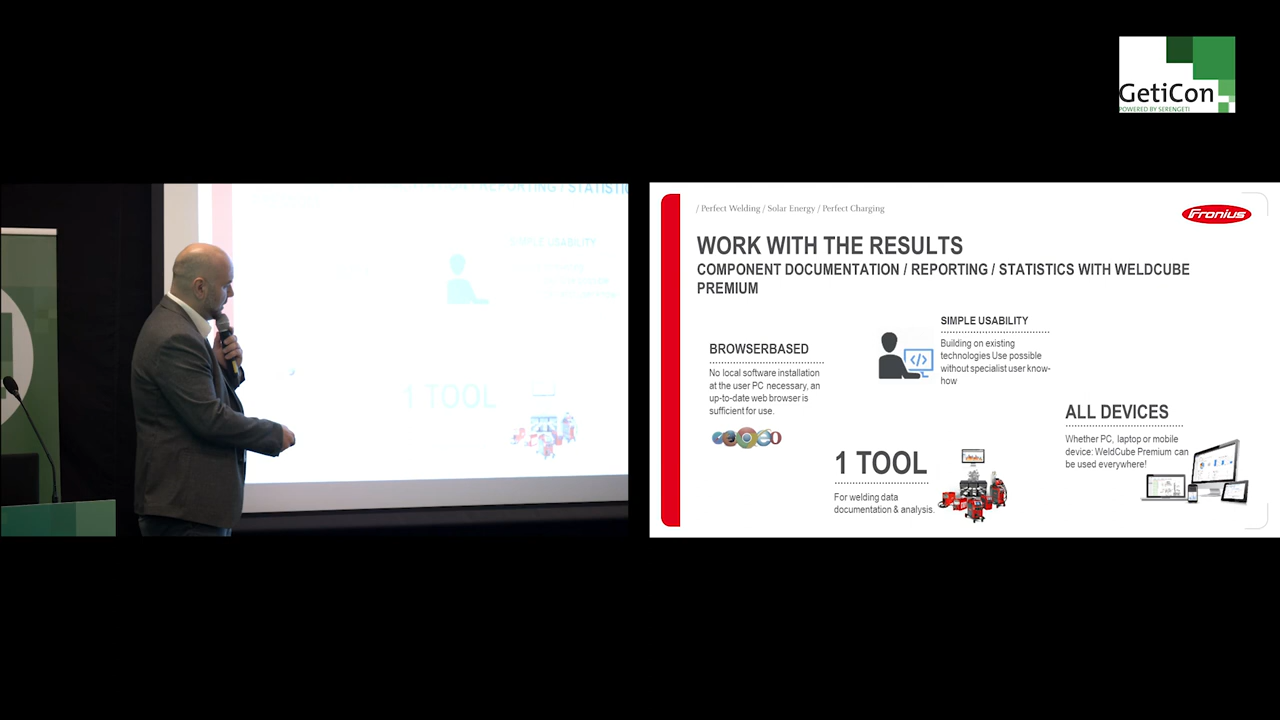 GetiCon
POWERED BY SERENGETI
REPORTING / STATISTIC
SIMPLE USABILITY
1 TOOL
/ Perfect Welding / Solar Energy / Perfect Charging
Fronius
WORK WITH THE RESULTS
COMPONENT DOCUMENTATION / REPORTING / STATISTICS WITH WELDCUBE
PREMIUM
BROWSERBASED
No local software installation
at the user PC necessary, an
up-to-date web browser is
sufficient for use.
SIMPLE USABILITY
Building on existing
technologies Use possible
without specialist user know-
how
1 TOOL
For welding data
documentation & analysis.
ALL DEVICES
Whether PC, laptop or mobile
device: WeldCube Premium can
be used everywhere!